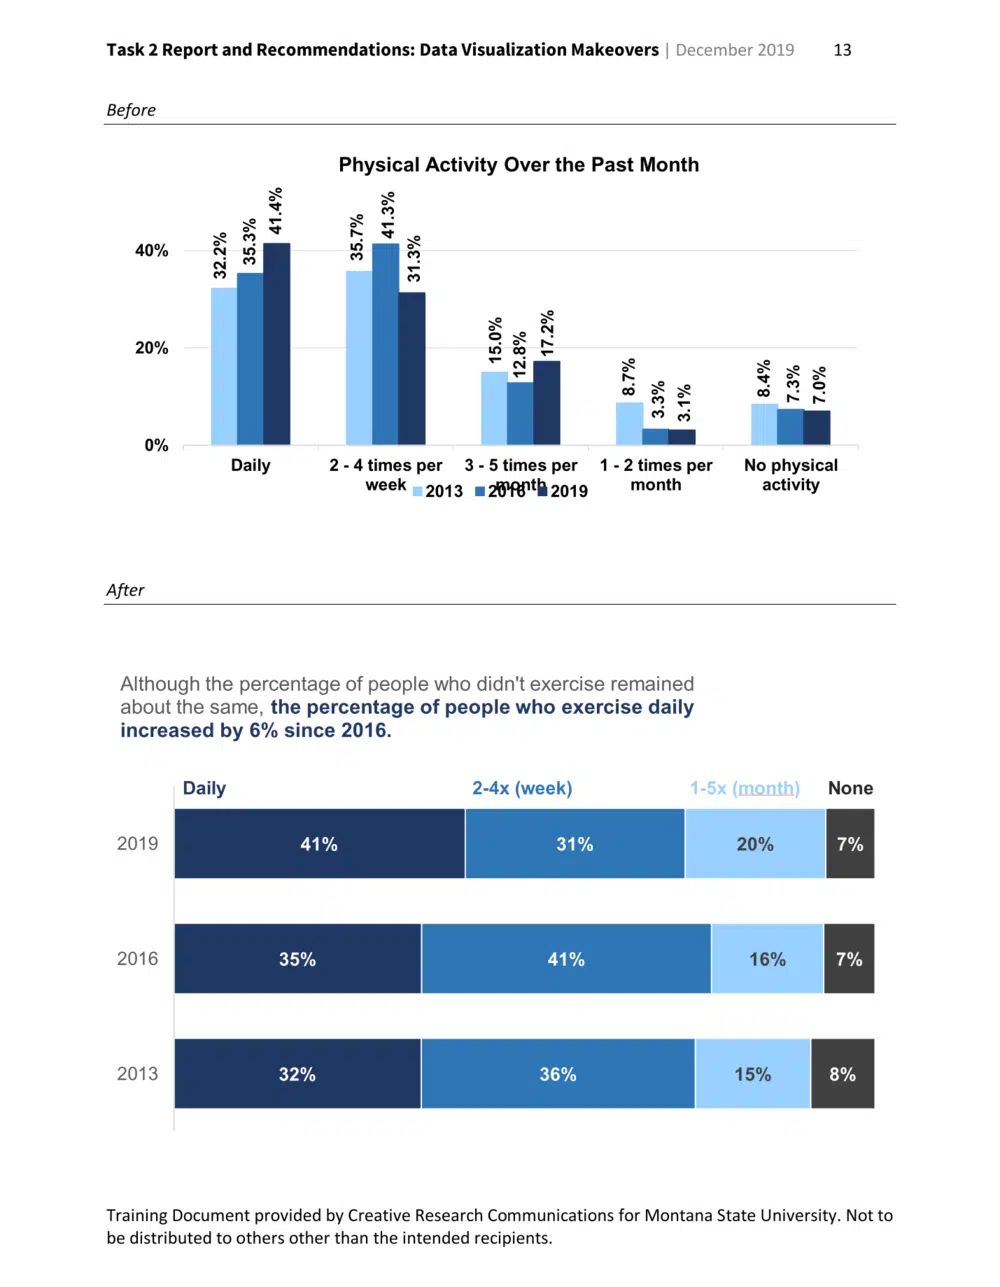 Task 2 Report and Recommendations: Data Visualization Makeovers | December 2019 13
Before
Physical Activity Over the Past Month
40%
20%
0%
32.2%
35.3%
41.4%
35.7%
41.3%
31.3%
15.0%
12.8%
17.2%
8.7%
3.3%
3.1%
8.4%
7.3%
7.0%
Daily
2 - 4 times per
week
3 - 5 times per
month
1 - 2 times per
month
No physical
activity
2013 2016 2019
After
Although the percentage of people who didn't exercise remained
about the same, the percentage of people who exercise daily
increased by 6% since 2016.
Daily 2-4x (week) 1-5x (month) None
2019 41% 31% 20% 7%
2016 35% 41% 16% 7%
2013 32% 36% 15% 8%
Training Document provided by Creative Research Communications for Montana State University. Not to
be distributed to others other than the intended recipients.